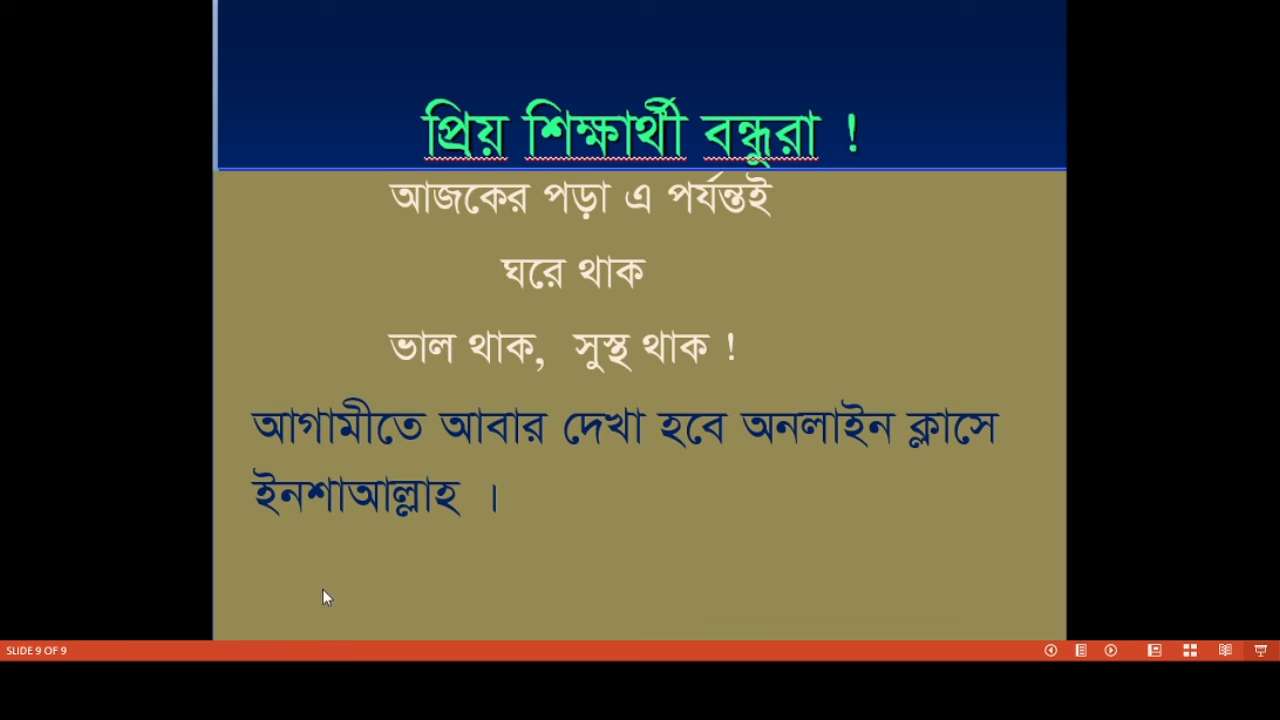 প্রিয় শিক্ষার্থী বন্ধুরা !
আজকের পড়া এ পর্যন্তই
ঘরে থাক
ভাল থাক, সুস্থ থাক !
আগামীতে আবার দেখা হবে অনলাইন ক্লাসে
ইনশাআল্লাহ ।
SLIDE 9 OF 9